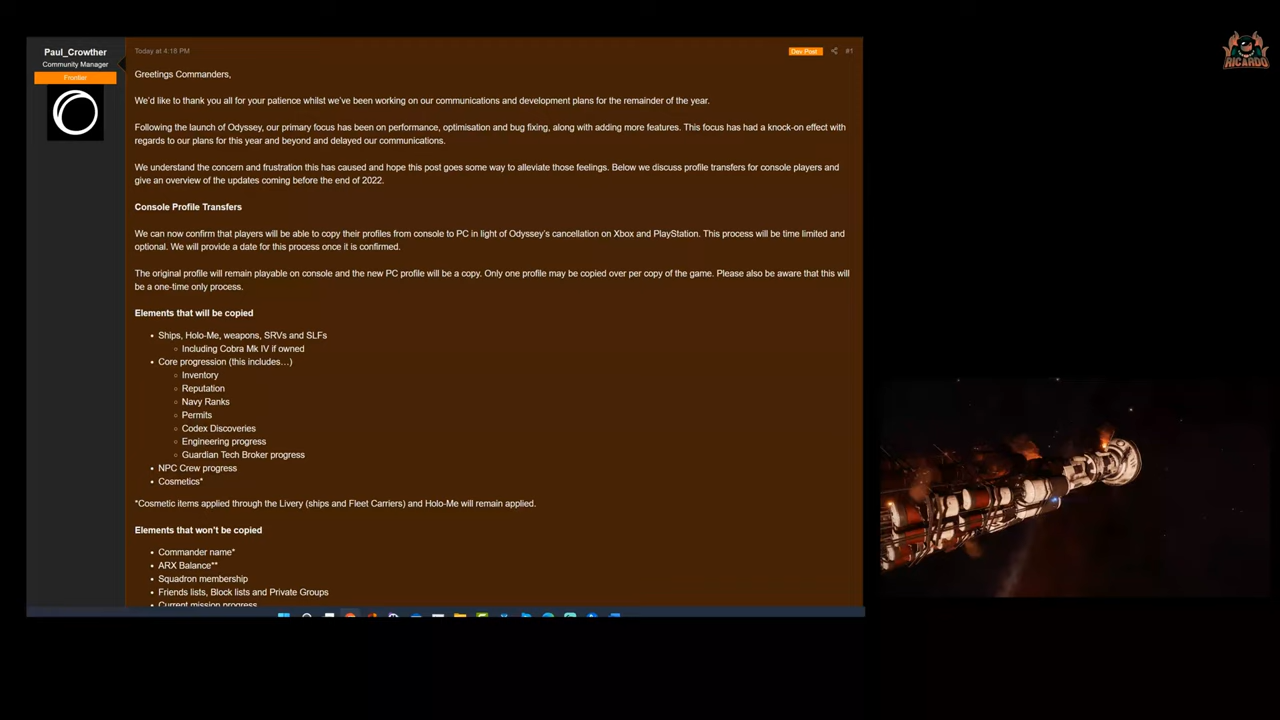 Paul_Crowther
Community Manager
Frontier
Today at 4:18 PM
Dev Post
#1
Greetings Commanders,
We'd like to thank you all for your patience whilst we've been working on our communications and development plans for the remainder of the year.
Following the launch of Odyssey, our primary focus has been on performance, optimisation and bug fixing, along with adding more features. This focus has had a knock-on effect with
regards to our plans for this year and beyond and delayed our communications.
We understand the concern and frustration this has caused and hope this post goes some way to alleviate those feelings. Below we discuss profile transfers for console players and
give an overview of the updates coming before the end of 2022.
Console Profile Transfers
We can now confirm that players will be able to copy their profiles from console to PC in light of Odyssey's cancellation on Xbox and PlayStation. This process will be time limited and
optional. We will provide a date for this process once it is confirmed.
The original profile will remain playable on console and the new PC profile will be a copy. Only one profile may be copied over per copy of the game. Please also be aware that this will
be a one-time only process.
Elements that will be copied
• Ships, Holo-Me, weapons, SRVs and SLFs
○ Including Cobra Mk IV if owned
• Core progression (this includes…)
○ Inventory
○ Reputation
○ Navy Ranks
○ Permits
○ Codex Discoveries
○ Engineering progress
○ Guardian Tech Broker progress
• NPC Crew progress
• Cosmetics*
*Cosmetic items applied through the Livery (ships and Fleet Carriers) and Holo-Me will remain applied.
Elements that won't be copied
• Commander name*
• ARX Balance**
• Squadron membership
• Friends lists, Block lists and Private Groups
• Current mission progress
RICARDO